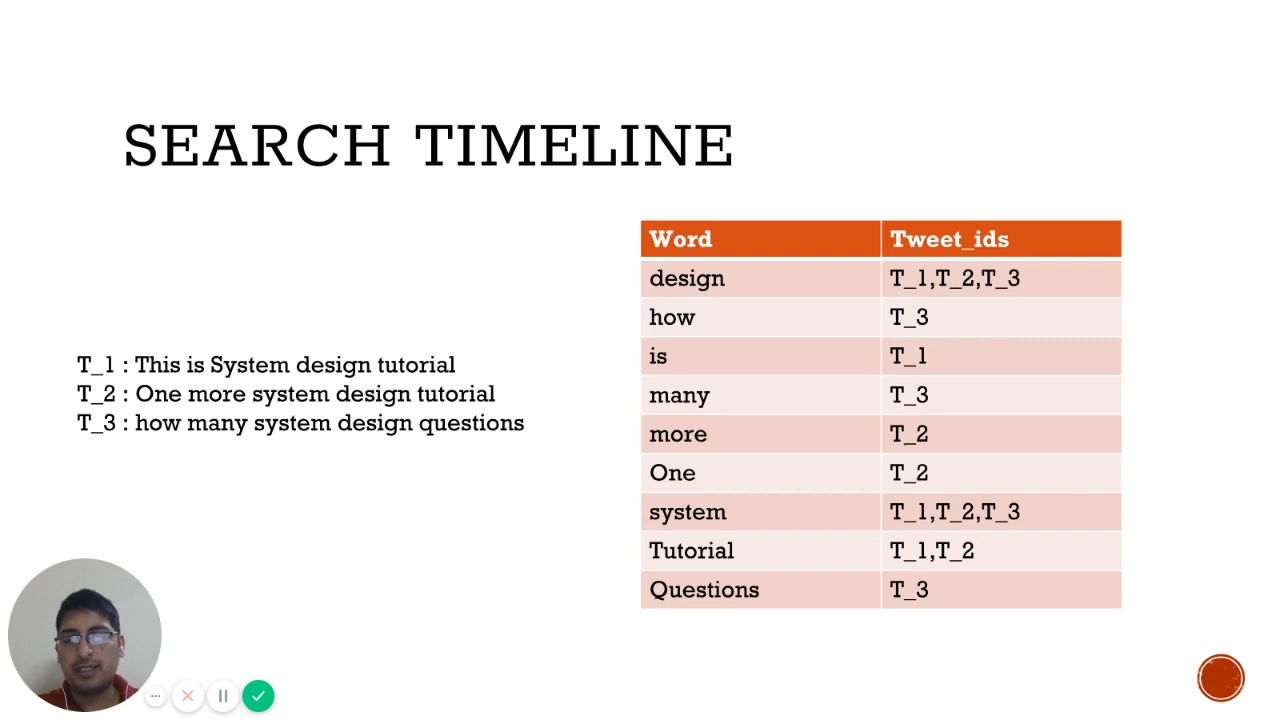 SEARCH TIMELINE
T_1 : This is System design tutorial
T_2 : One more system design tutorial
T_3 : how many system design questions
Word Tweet_ids
design T_1,T_2,T_3
how T_3
is T_1
many T_3
more T_2
One T_2
system T_1,T_2,T_3
Tutorial T_1,T_2
Questions T_3